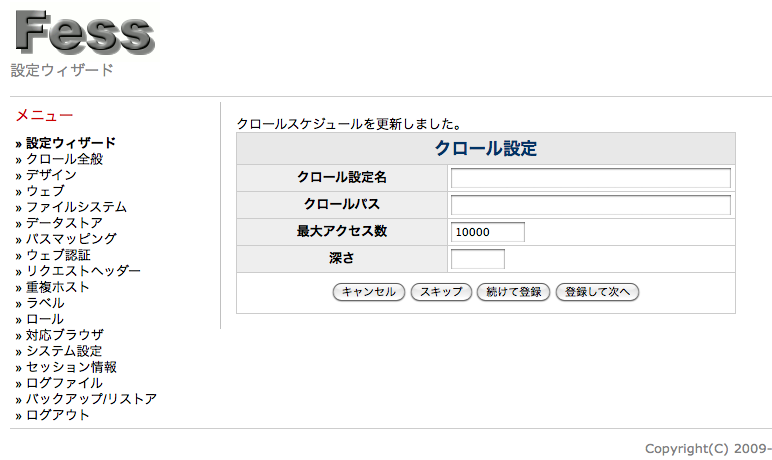 Fess
設定ウィザード
メニュー
» 設定ウィザード
» クロール全般
» デザイン
» ウェブ
» ファイルシステム
» データストア
» パスマッピング
» ウェブ認証
» リクエストヘッダー
» 重複ホスト
» ラベル
» ロール
» 対応ブラウザ
» システム設定
» セッション情報
» ログファイル
» バックアップ/リストア
» ログアウト
クロールスケジュールを更新しました。
クロール設定
クロール設定名
クロールパス
最大アクセス数 10000
深さ
キャンセル スキップ 続けて登録 登録して次へ
Copyright(C) 2009-